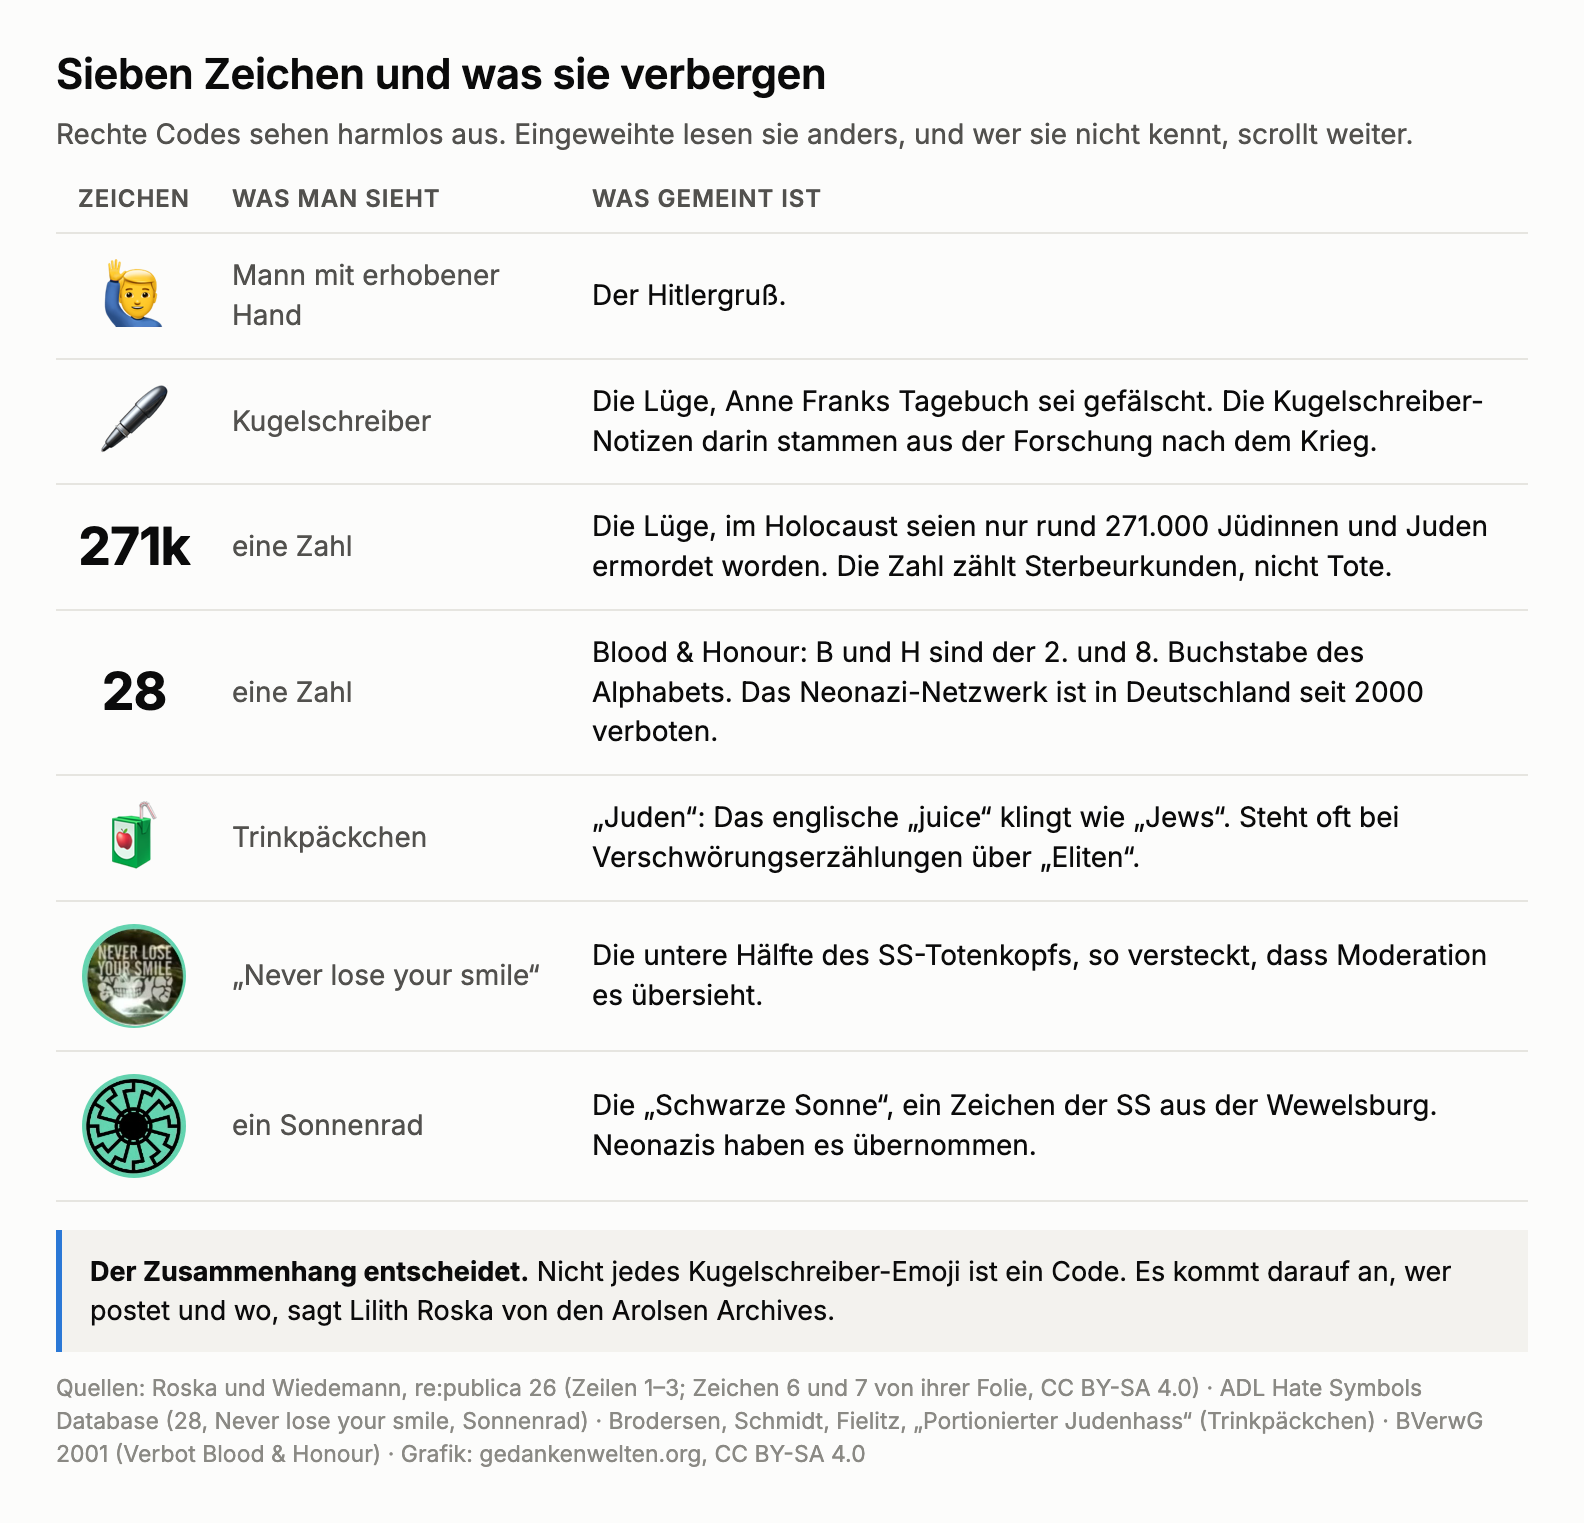 Sieben Zeichen und was sie verbergen
Rechte Codes sehen harmlos aus. Eingeweihte lesen sie anders, und wer sie nicht kennt, scrollt weiter.
ZEICHEN WAS MAN SIEHT WAS GEMEINT IST
Mann mit erhobener
Hand
Der Hitlergruß.
Kugelschreiber
Die Lüge, Anne Franks Tagebuch sei gefälscht. Die Kugelschreiber-
Notizen darin stammen aus der Forschung nach dem Krieg.
271k
eine Zahl
Die Lüge, im Holocaust seien nur rund 271.000 Jüdinnen und Juden
ermordet worden. Die Zahl zählt Sterbeurkunden, nicht Tote.
28
eine Zahl
Blood & Honour: B und H sind der 2. und 8. Buchstabe des
Alphabets. Das Neonazi-Netzwerk ist in Deutschland seit 2000
verboten.
Trinkpäckchen
„Juden“: Das englische „juice“ klingt wie „Jews“. Steht oft bei
Verschwörungserzählungen über „Eliten“.
NEVER LOSE
YOUR SMILE
„Never lose your smile“
Die untere Hälfte des SS-Totenkopfs, so versteckt, dass Moderation
es übersieht.
ein Sonnenrad
Die „Schwarze Sonne“, ein Zeichen der SS aus der Wewelsburg.
Neonazis haben es übernommen.
Der Zusammenhang entscheidet. Nicht jedes Kugelschreiber-Emoji ist ein Code. Es kommt darauf an, wer
postet und wo, sagt Lilith Roska von den Arolsen Archives.
Quellen: Roska und Wiedemann, re:publica 26 (Zeilen 1–3; Zeichen 6 und 7 von ihrer Folie, CC BY-SA 4.0) · ADL Hate Symbols
Database (28, Never lose your smile, Sonnenrad) · Brodersen, Schmidt, Fielitz, „Portionierter Judenhass“ (Trinkpäckchen) · BVerwG
2001 (Verbot Blood & Honour) · Grafik: gedankenwelten.org, CC BY-SA 4.0